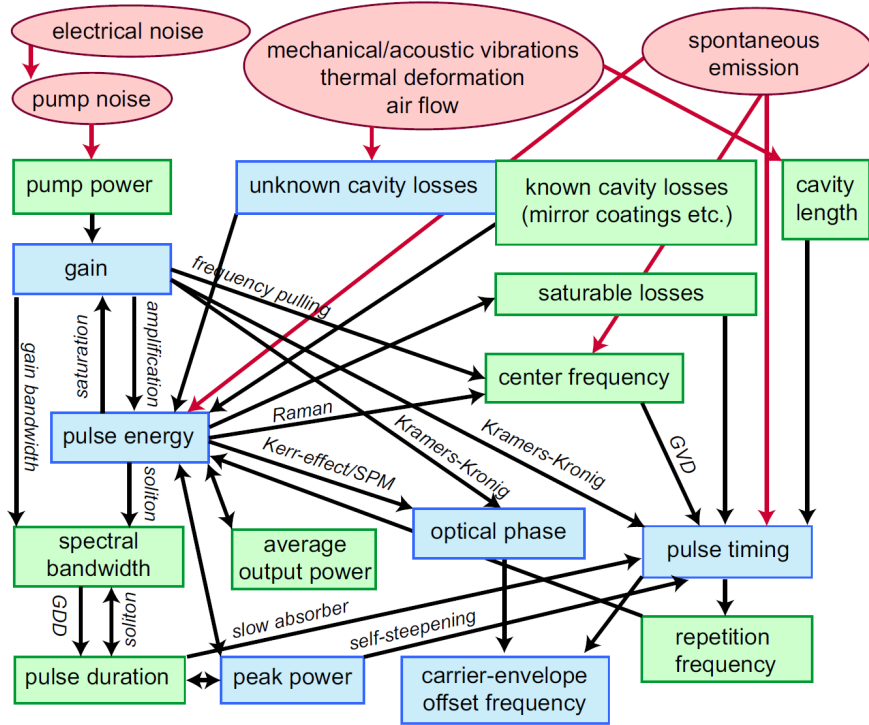 electrical noise
mechanical/acoustic vibrations
thermal deformation
air flow
spontaneous
emission
pump noise
pump power
unknown cavity losses
known cavity losses
(mirror coatings etc.)
cavity
length
gain
frequency pulling
saturable losses
gain bandwidth
saturation
amplification
center frequency
Raman
pulse energy
Kerr-effect/SPM
Kramers-Kronig
Kramers-Kronig
GVD
soliton
optical phase
pulse timing
spectral
bandwidth
average
output power
GDD
soliton
slow absorber
self-steepening
repetition
frequency
pulse duration
peak power
carrier-envelope
offset frequency